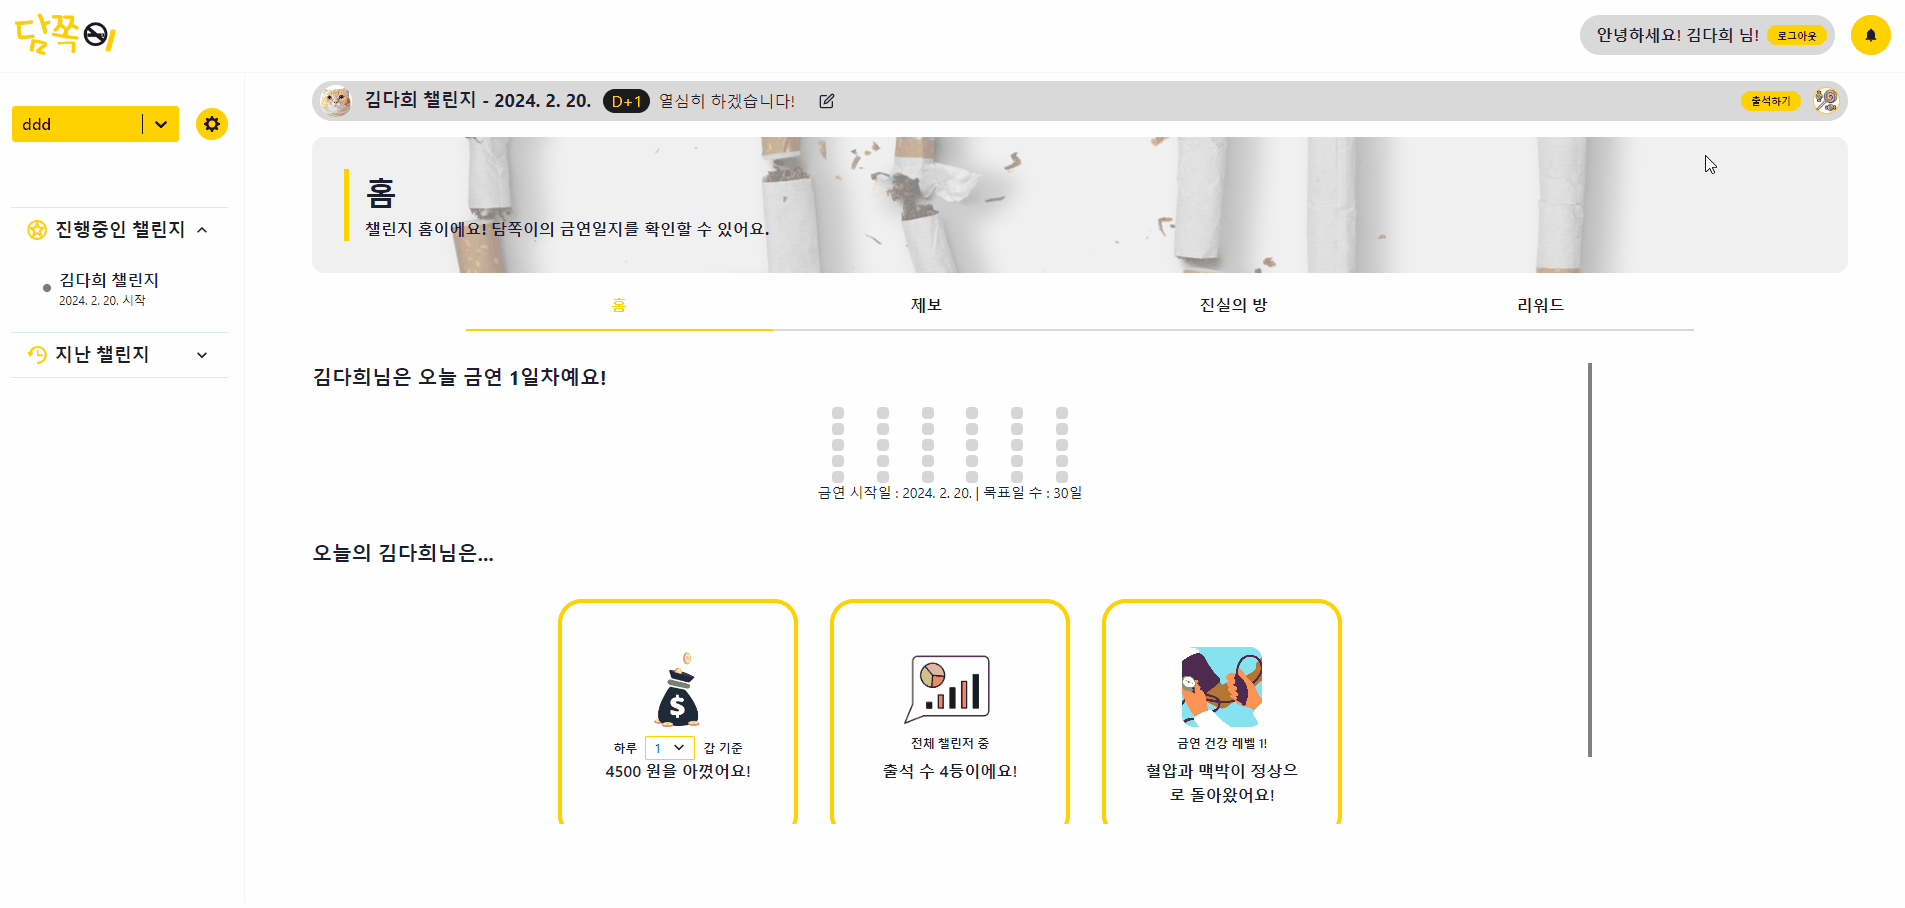 담쪽이
안녕하세요! 김다희 님! 로그아웃
ddd
김다희 챌린지 - 2024. 2. 20. D+1 열심히 하겠습니다! 출석하기
홈
챌린지 홈이에요! 담쪽이의 금연일지를 확인할 수 있어요.
진행중인 챌린지
김다희 챌린지
2024. 2. 20. 시작
지난 챌린지
홈 제보 진실의 방 리워드
김다희님은 오늘 금연 1일차예요!
금연 시작일 : 2024. 2. 20. | 목표일 수 : 30일
오늘의 김다희님은...
$
하루 1 갑 기준
4500 원을 아꼈어요!
전체 챌린저 중
출석 수 4등이에요!
금연 건강 레벨 1!
혈압과 맥박이 정상으
로 돌아왔어요!